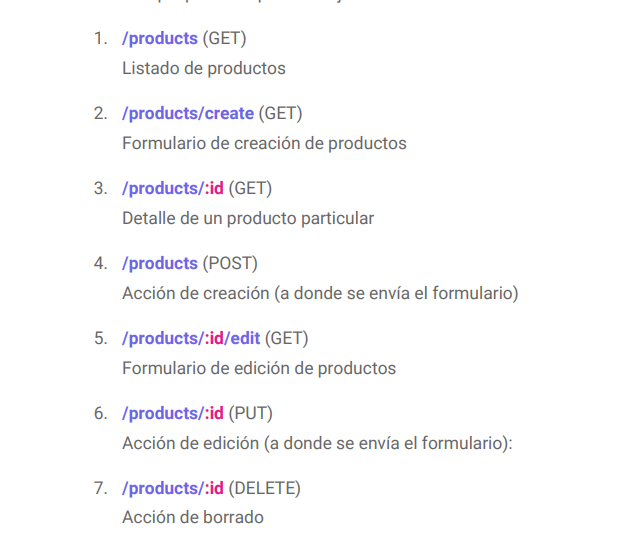 1. /products (GET)
Listado de productos
2. /products/create (GET)
Formulario de creación de productos
3. /products/:id (GET)
Detalle de un producto particular
4. /products (POST)
Acción de creación (a donde se envía el formulario)
5. /products/:id/edit (GET)
Formulario de edición de productos
6. /products/:id (PUT)
Acción de edición (a donde se envía el formulario):
7. /products/:id (DELETE)
Acción de borrado